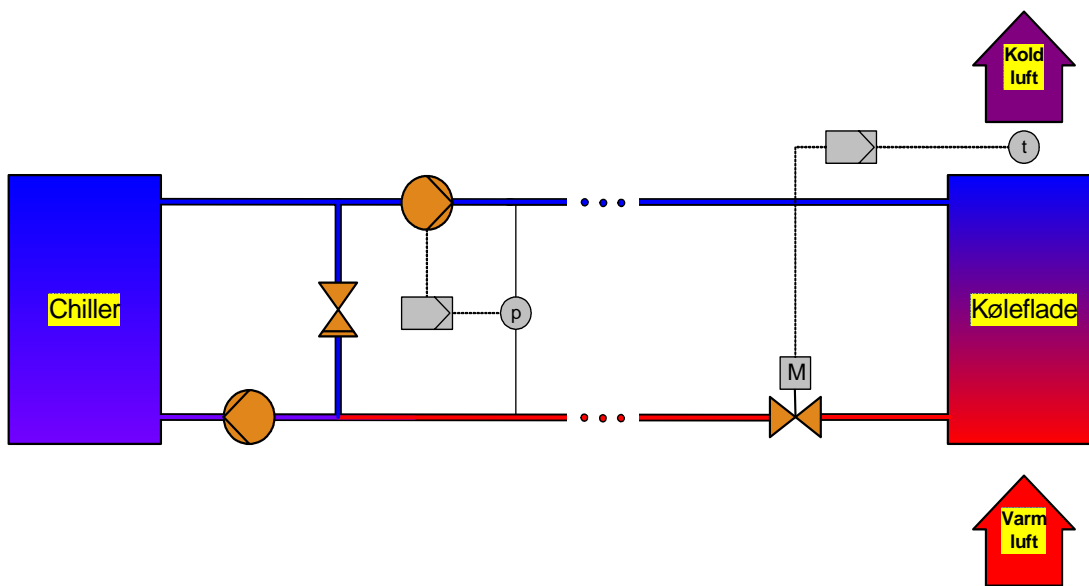 Kold
luft
t
Chiller
p
Køleflade
M
Varm
luft